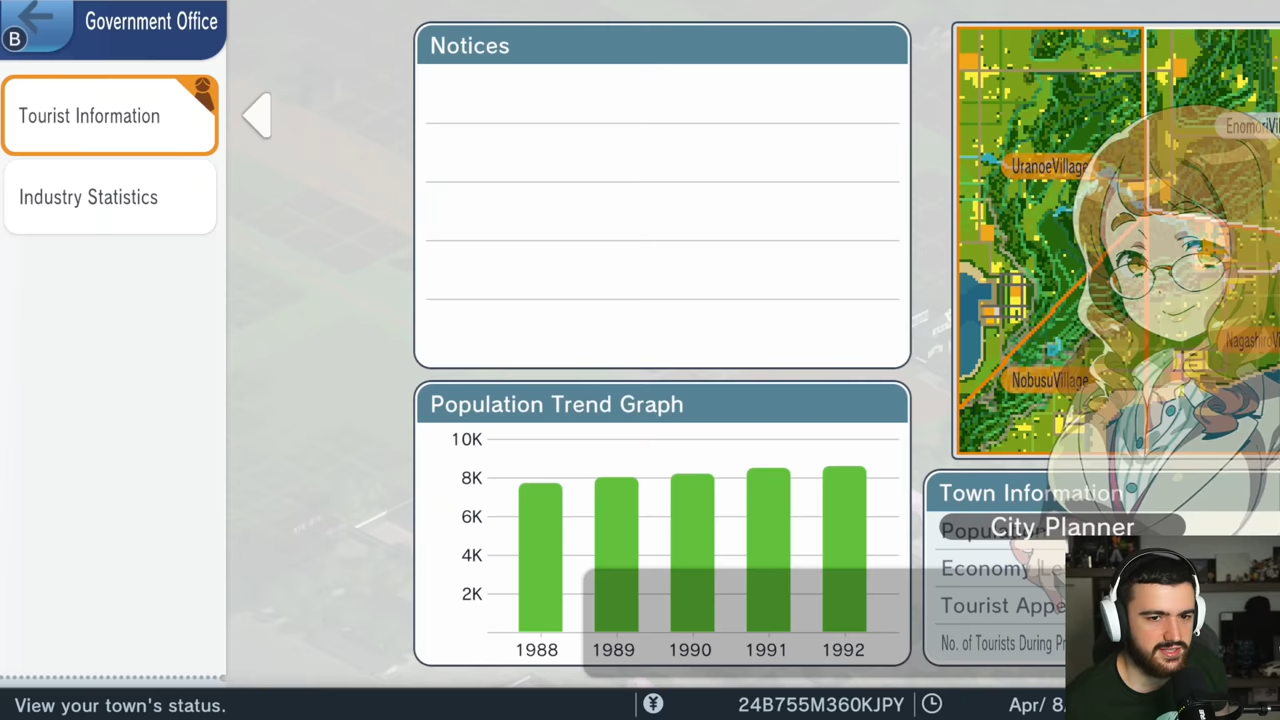 B
Government Office
Tourist Information
Industry Statistics
Notices
UranoeVillage
NobusuVillage
Population Trend Graph
10K
8K
6K
4K
2K
1988 1989 1990 1991 1992
Town Information
City Planner
Economy
Tourist
No. of Tourists During
View your town's status.
24B755M360KJPY
Apr/ 8